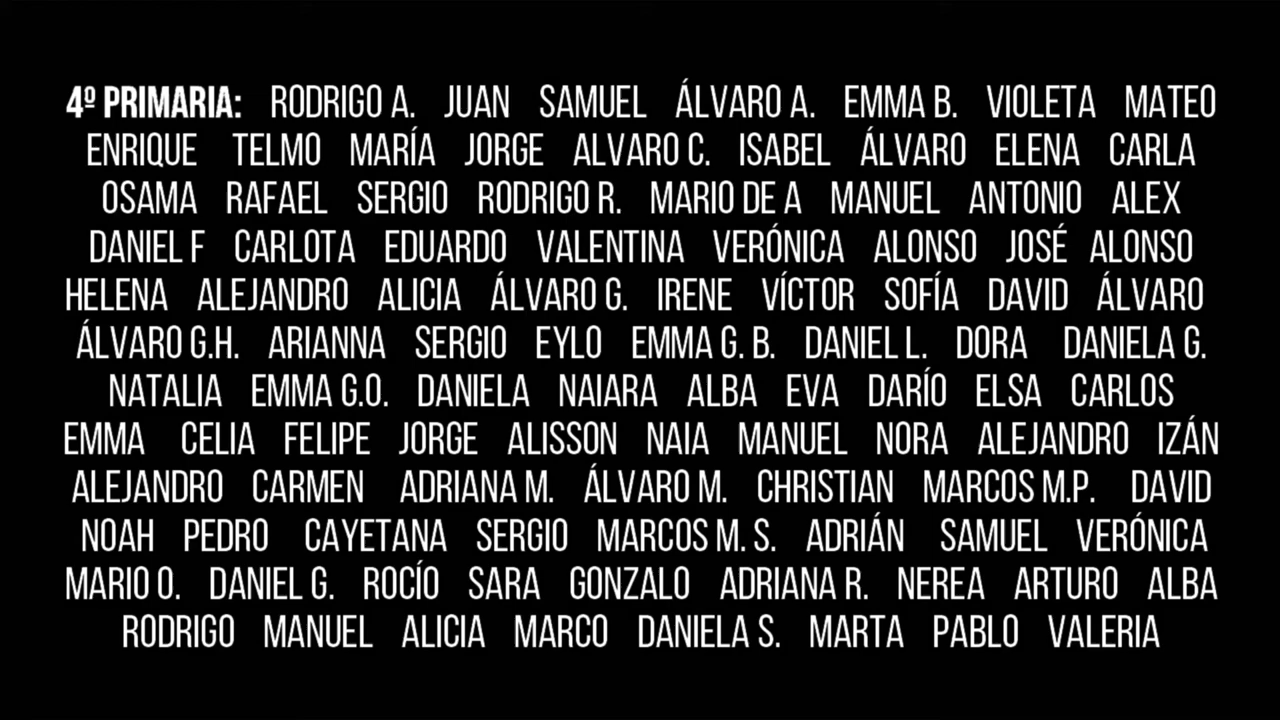 4º PRIMARIA: RODRIGO A. JUAN SAMUEL ÁLVARO A. EMMA B. VIOLETA MATEO
ENRIQUE TELMO MARÍA JORGE ALVARO C. ISABEL ÁLVARO ELENA CARLA
OSAMA RAFAEL SERGIO RODRIGO R. MARIO DE A MANUEL ANTONIO ALEX
DANIEL F CARLOTA EDUARDO VALENTINA VERÓNICA ALONSO JOSÉ ALONSO
HELENA ALEJANDRO ALICIA ÁLVARO G. IRENE VÍCTOR SOFÍA DAVID ÁLVARO
ÁLVARO G.H. ARIANNA SERGIO EYLO EMMA G. B. DANIEL L. DORA DANIELA G.
NATALIA EMMA G.O. DANIELA NAIARA ALBA EVA DARÍO ELSA CARLOS
EMMA CELIA FELIPE JORGE ALISSON NAIA MANUEL NORA ALEJANDRO IZÁN
ALEJANDRO CARMEN ADRIANA M. ÁLVARO M. CHRISTIAN MARCOS M.P. DAVID
NOAH PEDRO CAYETANA SERGIO MARCOS M. S. ADRIÁN SAMUEL VERÓNICA
MARIO O. DANIEL G. ROCÍO SARA GONZALO ADRIANA R. NEREA ARTURO ALBA
RODRIGO MANUEL ALICIA MARCO DANIELA S. MARTA PABLO VALERIA